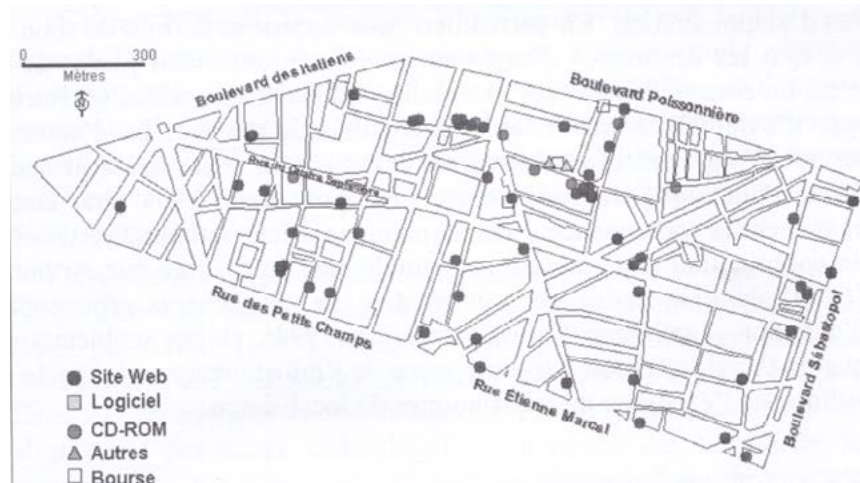 0 300
Mètres
Boulevard des Italiens
Boulevard Poissonnière
Rue des Petits Champs
Rue Étienne Marcel
Boulevard Sébastopol
Site Web
Logiciel
CD-ROM
Autres
Bourse